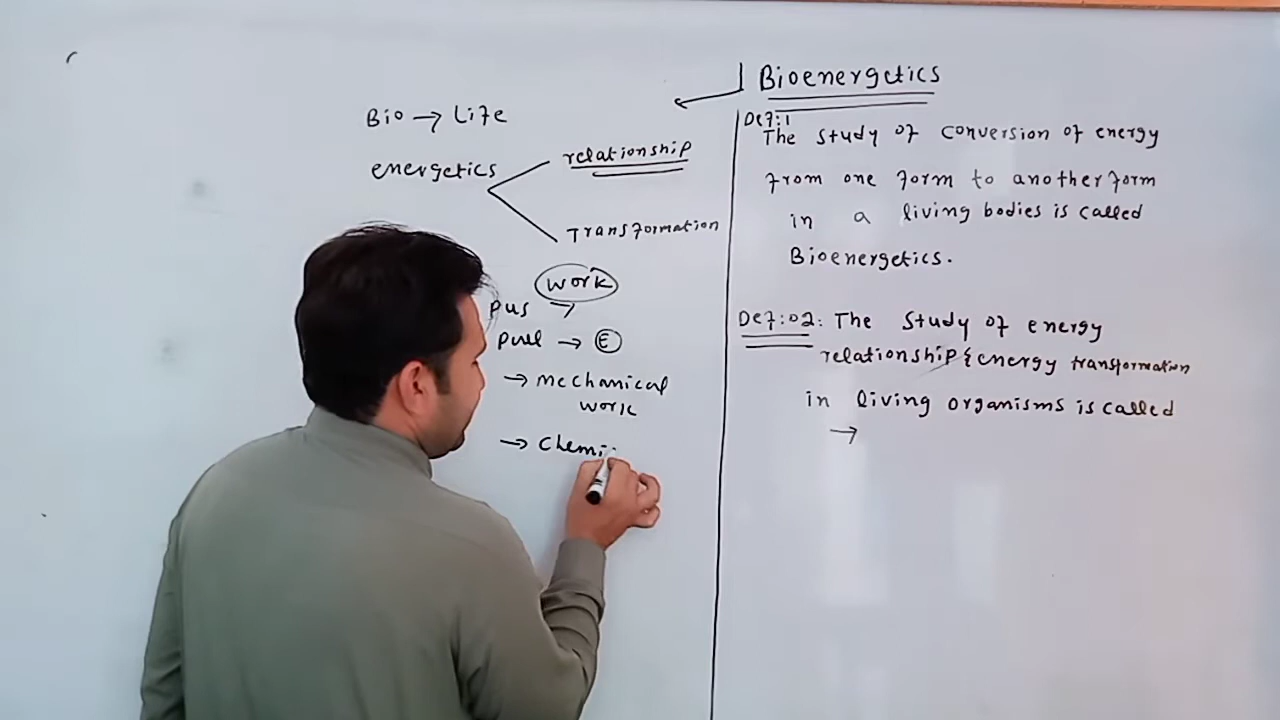 Bioenergetics
Bio → Life
energetics
relationship
Transformation
work
pus →
pull → E
→ mechanical
work
→ Chemi
Def:1
The study of conversion of energy
from one form to another form
in a living bodies is called
Bioenergetics.
Def:02: The study of energy
relationship & energy transformation
in living organisms is called
→